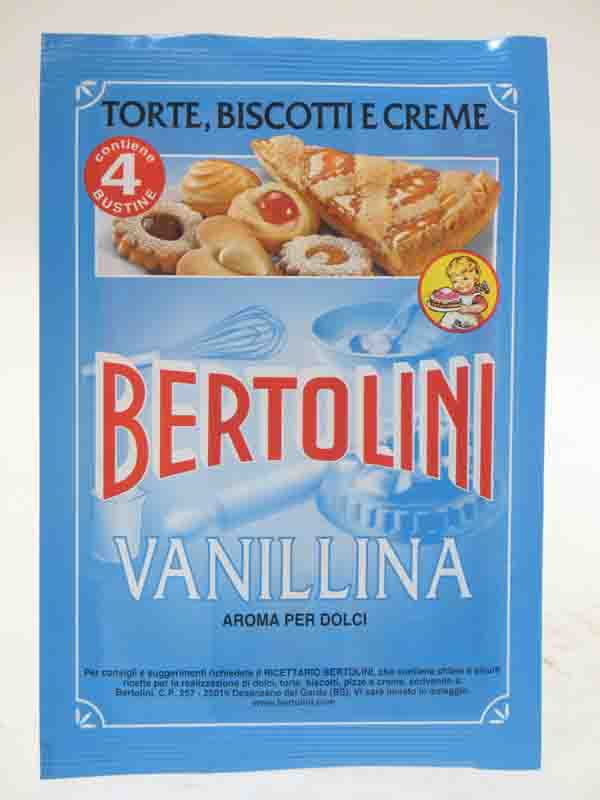 TORTE, BISCOTTI E CREME
contiene
4
BUSTINE
BERTOLINI
VANILLINA
AROMA PER DOLCI
Per consigli e suggerimenti richiedete il RICETTARIO BERTOLINI, che contiene chiare e sicure
ricette per la realizzazione di dolci, torte, biscotti, pizze e creme, scrivendo a:
Bertolini, C.P. 257 - 25015 Desenzano del Garda (BS). Vi sarà inviato in omaggio.
www.bertolini.com